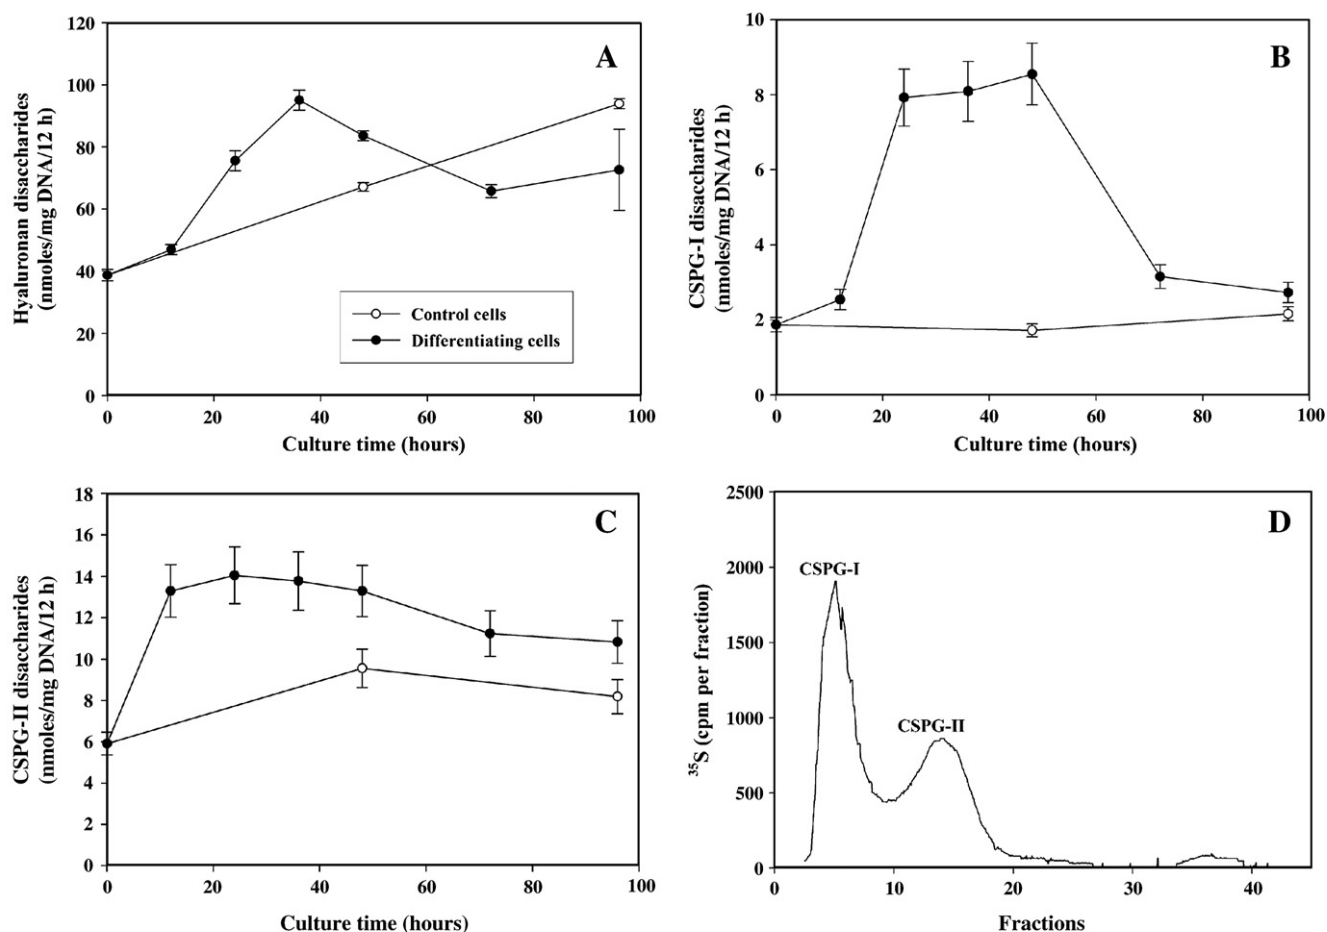 A
Hyaluronan disaccharides
(nmoles/mg DNA/12 h)
120
100
80
60
40
20
0
Control cells
Differentiating cells
0 20 40 60 80 100
Culture time (hours)
B
CSPG-I disaccharides
(nmoles/mg DNA/12 h)
10
8
6
4
2
0
0 20 40 60 80 100
Culture time (hours)
C
CSPG-II disaccharides
(nmoles/mg DNA/12 h)
18
16
14
12
10
8
6
4
2
0
0 20 40 60 80 100
Culture time (hours)
D
³⁵S (cpm per fraction)
2500
2000
1500
1000
500
0
CSPG-I
CSPG-II
0 10 20 30 40
Fractions